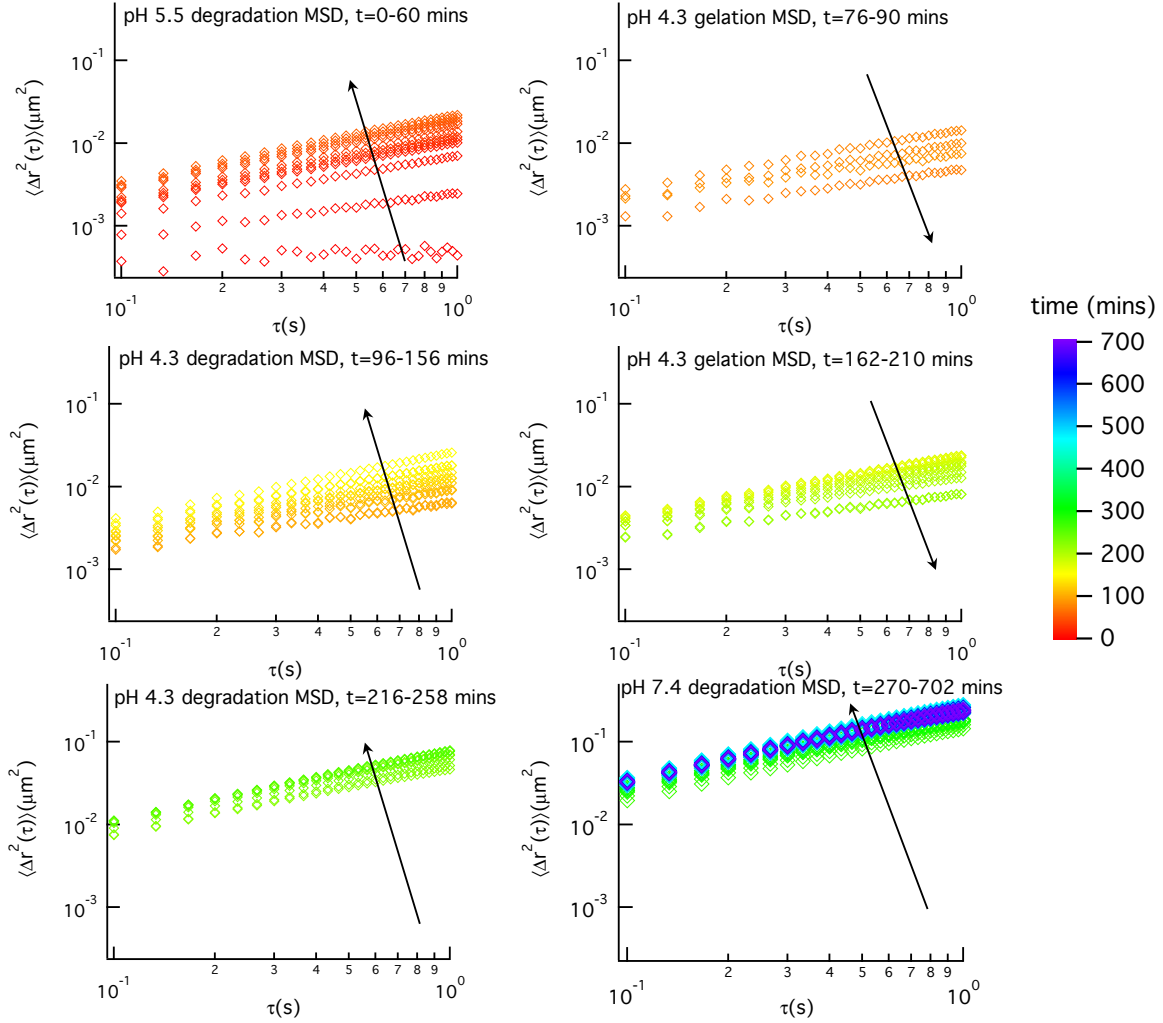 pH 5.5 degradation MSD, t=0-60 mins
10⁻¹
10⁻²
10⁻³
⟨Δr²(τ)⟩(μm²)
2 3 4 5 6 7 8 9
10⁻¹ 10⁰
τ(s)
pH 4.3 gelation MSD, t=76-90 mins
10⁻¹
10⁻²
10⁻³
⟨Δr²(τ)⟩(μm²)
2 3 4 5 6 7 8 9
10⁻¹ 10⁰
τ(s)
pH 4.3 degradation MSD, t=96-156 mins
10⁻¹
10⁻²
10⁻³
⟨Δr²(τ)⟩(μm²)
2 3 4 5 6 7 8 9
10⁻¹ 10⁰
τ(s)
pH 4.3 gelation MSD, t=162-210 mins
10⁻¹
10⁻²
10⁻³
⟨Δr²(τ)⟩(μm²)
2 3 4 5 6 7 8 9
10⁻¹ 10⁰
τ(s)
pH 4.3 degradation MSD, t=216-258 mins
10⁻¹
10⁻²
10⁻³
⟨Δr²(τ)⟩(μm²)
2 3 4 5 6 7 8 9
10⁻¹ 10⁰
τ(s)
pH 7.4 degradation MSD, t=270-702 mins
10⁻¹
10⁻²
10⁻³
⟨Δr²(τ)⟩(μm²)
2 3 4 5 6 7 8 9
10⁻¹ 10⁰
τ(s)
time (mins)
700
600
500
400
300
200
100
0